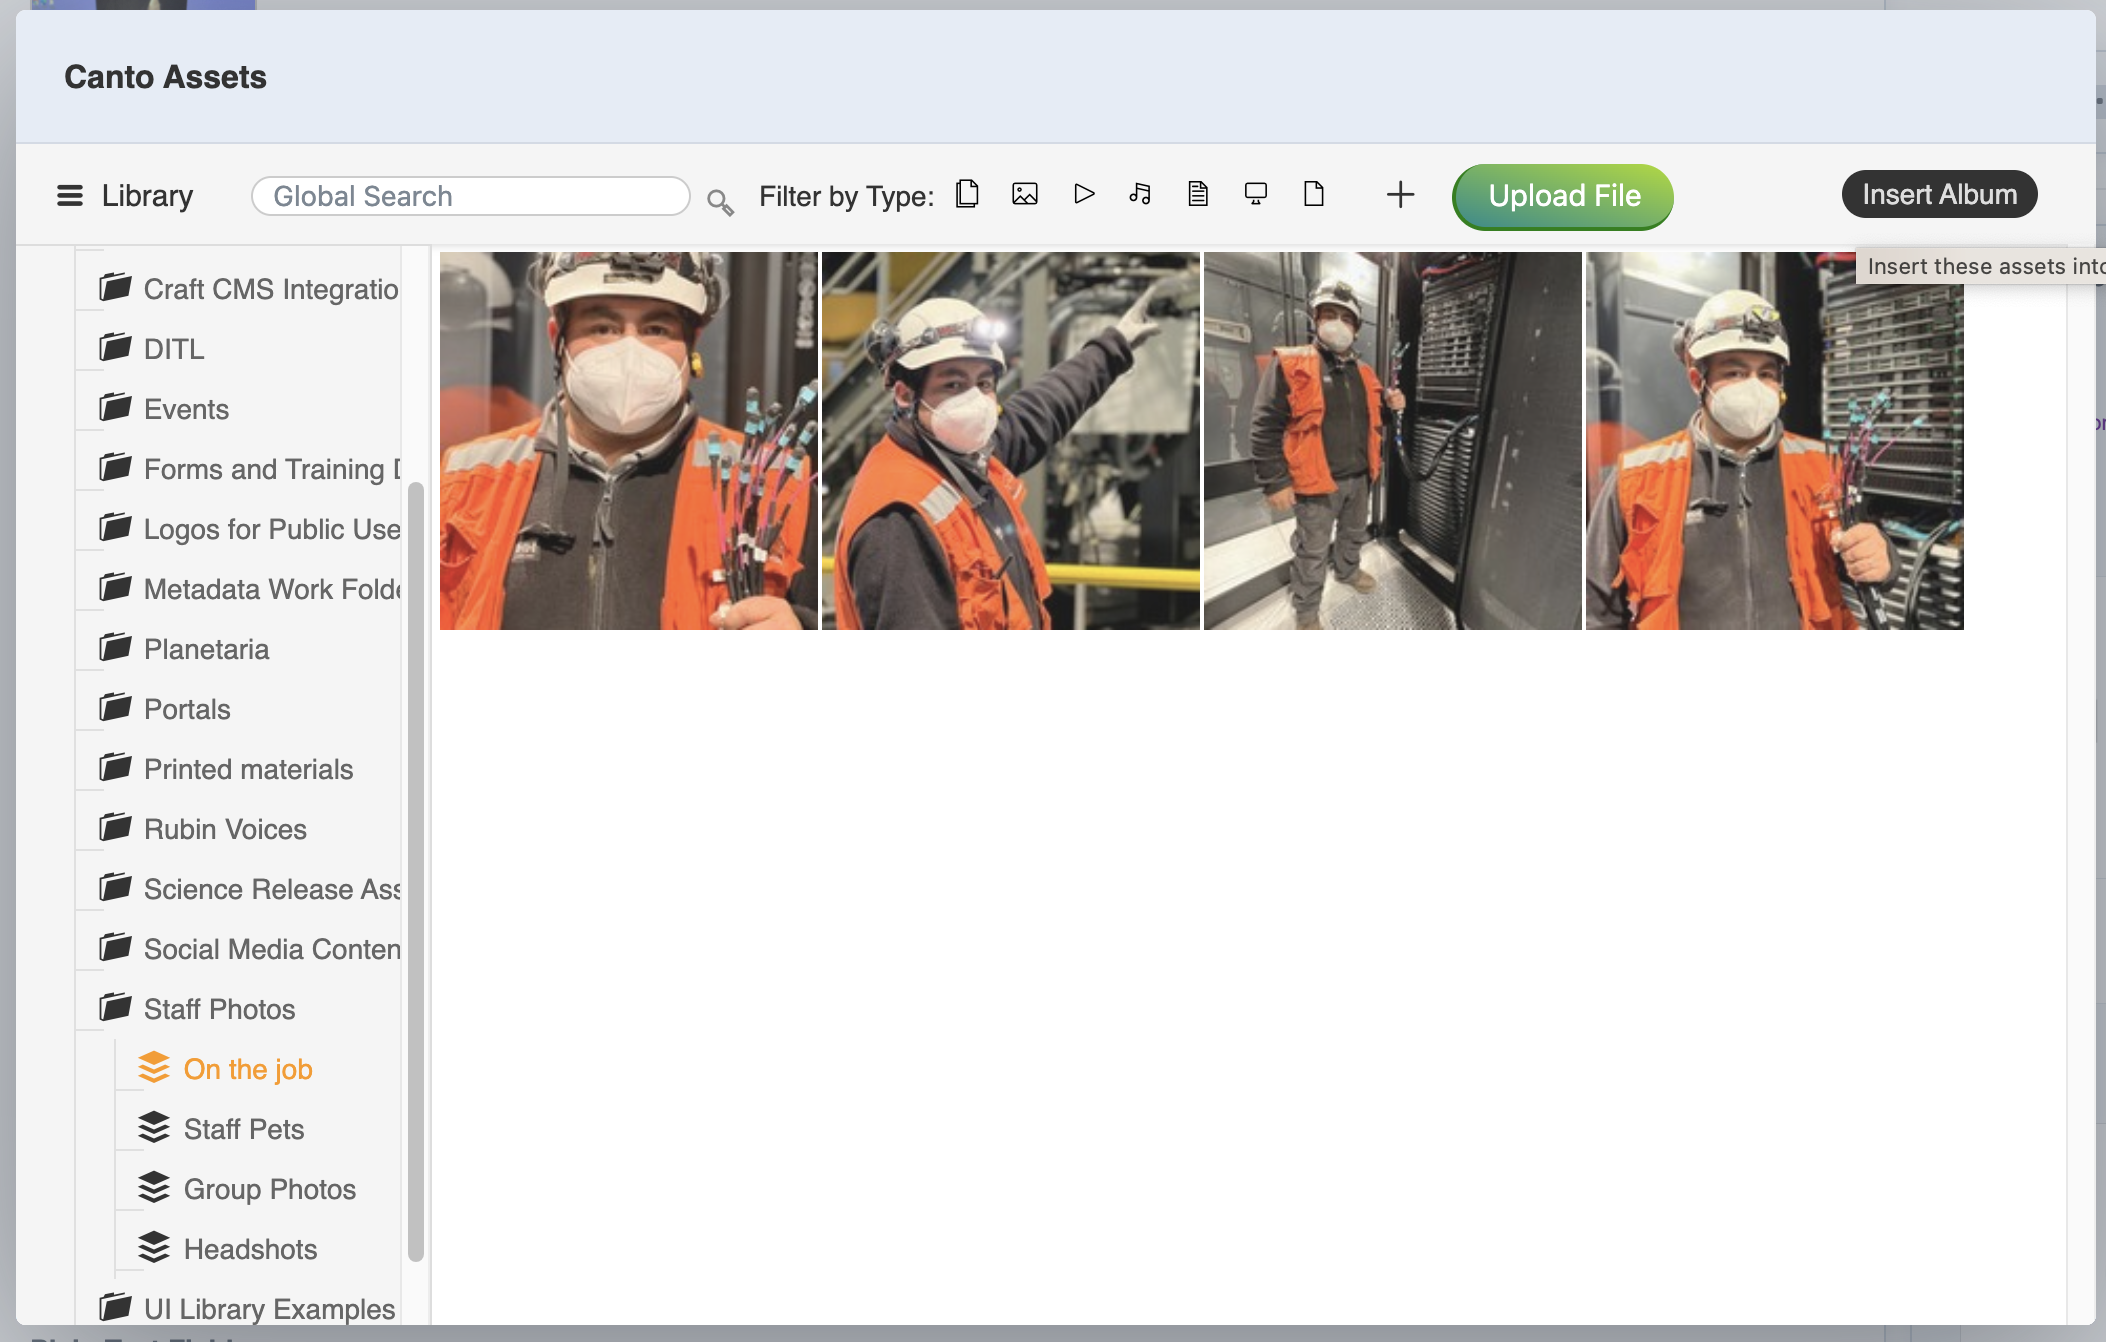 Canto Assets
Library
Global Search
Filter by Type:
Upload File
Insert Album
Insert these assets into
Craft CMS Integratio
DITL
Events
Forms and Training D
Logos for Public Use
Metadata Work Folde
Planetaria
Portals
Printed materials
Rubin Voices
Science Release Ass
Social Media Conten
Staff Photos
On the job
Staff Pets
Group Photos
Headshots
UI Library Examples